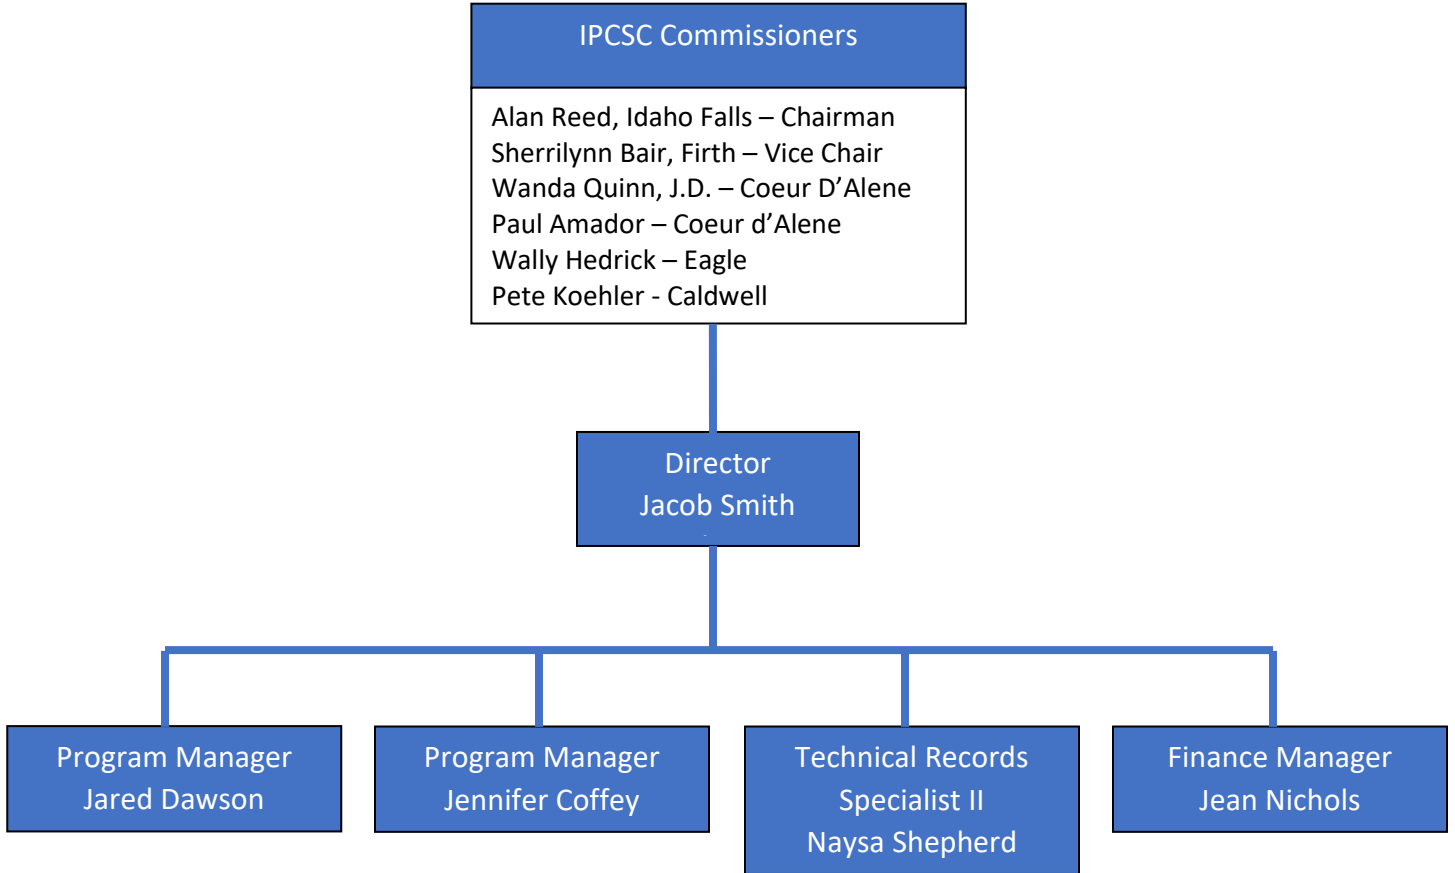 IPCSC Commissioners
Alan Reed, Idaho Falls – Chairman
Sherrilynn Bair, Firth – Vice Chair
Wanda Quinn, J.D. – Coeur D’Alene
Paul Amador – Coeur d’Alene
Wally Hedrick – Eagle
Pete Koehler - Caldwell
Director
Jacob Smith
Program Manager
Jared Dawson
Program Manager
Jennifer Coffey
Technical Records
Specialist II
Naysa Shepherd
Finance Manager
Jean Nichols